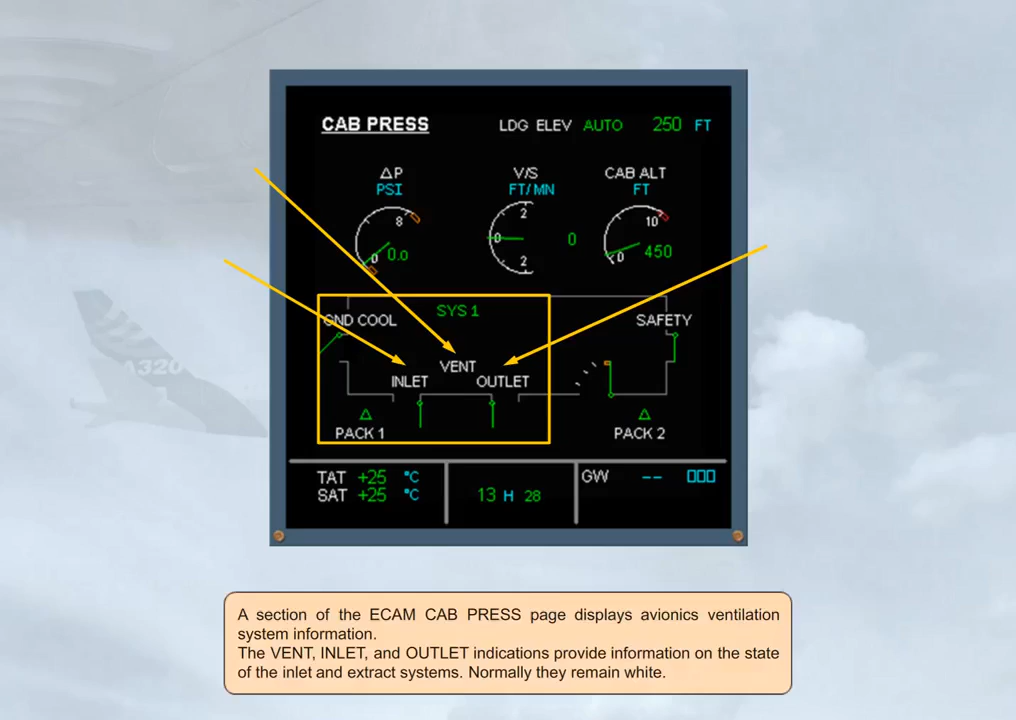 CAB PRESS LDG ELEV AUTO 250 FT
ΔP V/S CAB ALT
PSI FT/MN FT
8 2 10
0 0.0 0 0 0 450
2
SYS 1
GND COOL SAFETY
VENT
INLET OUTLET
PACK 1 PACK 2
TAT +25 °C GW -- 
SAT +25 °C 13 H 28
A320
A section of the ECAM CAB PRESS page displays avionics ventilation
system information.
The VENT, INLET, and OUTLET indications provide information on the state
of the inlet and extract systems. Normally they remain white.